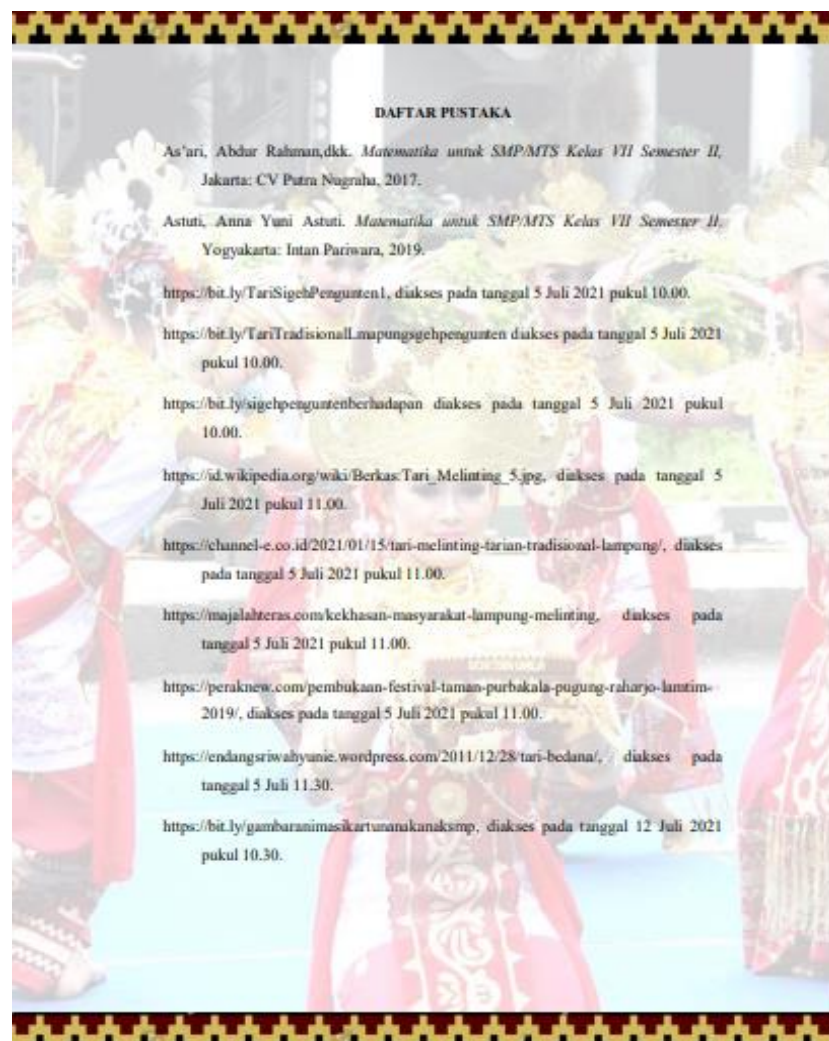 DAFTAR PUSTAKA
As'ari, Abdur Rahman,dkk. Matematika untuk SMP/MTS Kelas VII Semester II,
Jakarta: CV Putra Nugraha, 2017.
Astuti, Anna Yuni Astuti. Matematika untuk SMP/MTS Kelas VII Semester II,
Yogyakarta: Intan Pariwara, 2019.
https://bit.ly/TariSigehPengunten1, diakses pada tanggal 5 Juli 2021 pukul 10.00.
https://bit.ly/TariTradisionalLmapungsgehpengunten diakses pada tanggal 5 Juli 2021
pukul 10.00.
https://bit.ly/sigehpenguntenberhadapan diakses pada tanggal 5 Juli 2021 pukul
10.00.
https://id.wikipedia.org/wiki/Berkas:Tari_Melinting_5.jpg, diakses pada tanggal 5
Juli 2021 pukul 11.00.
https://channel-e.co.id/2021/01/15/tari-melinting-tarian-tradisional-lampung/, diakses
pada tanggal 5 Juli 2021 pukul 11.00.
https://majalahteras.com/kekhasan-masyarakat-lampung-melinting, diakses pada
tanggal 5 Juli 2021 pukul 11.00.
https://peraknew.com/pembukaan-festival-taman-purbakala-pugung-raharjo-lamtim-
2019/, diakses pada tanggal 5 Juli 2021 pukul 11.00.
https://endangsriwahyunie.wordpress.com/2011/12/28/tari-bedana/, diakses pada
tanggal 5 Juli 11.30.
https://bit.ly/gambaranimasikartunanakanaksmp, diakses pada tanggal 12 Juli 2021
pukul 10.30.